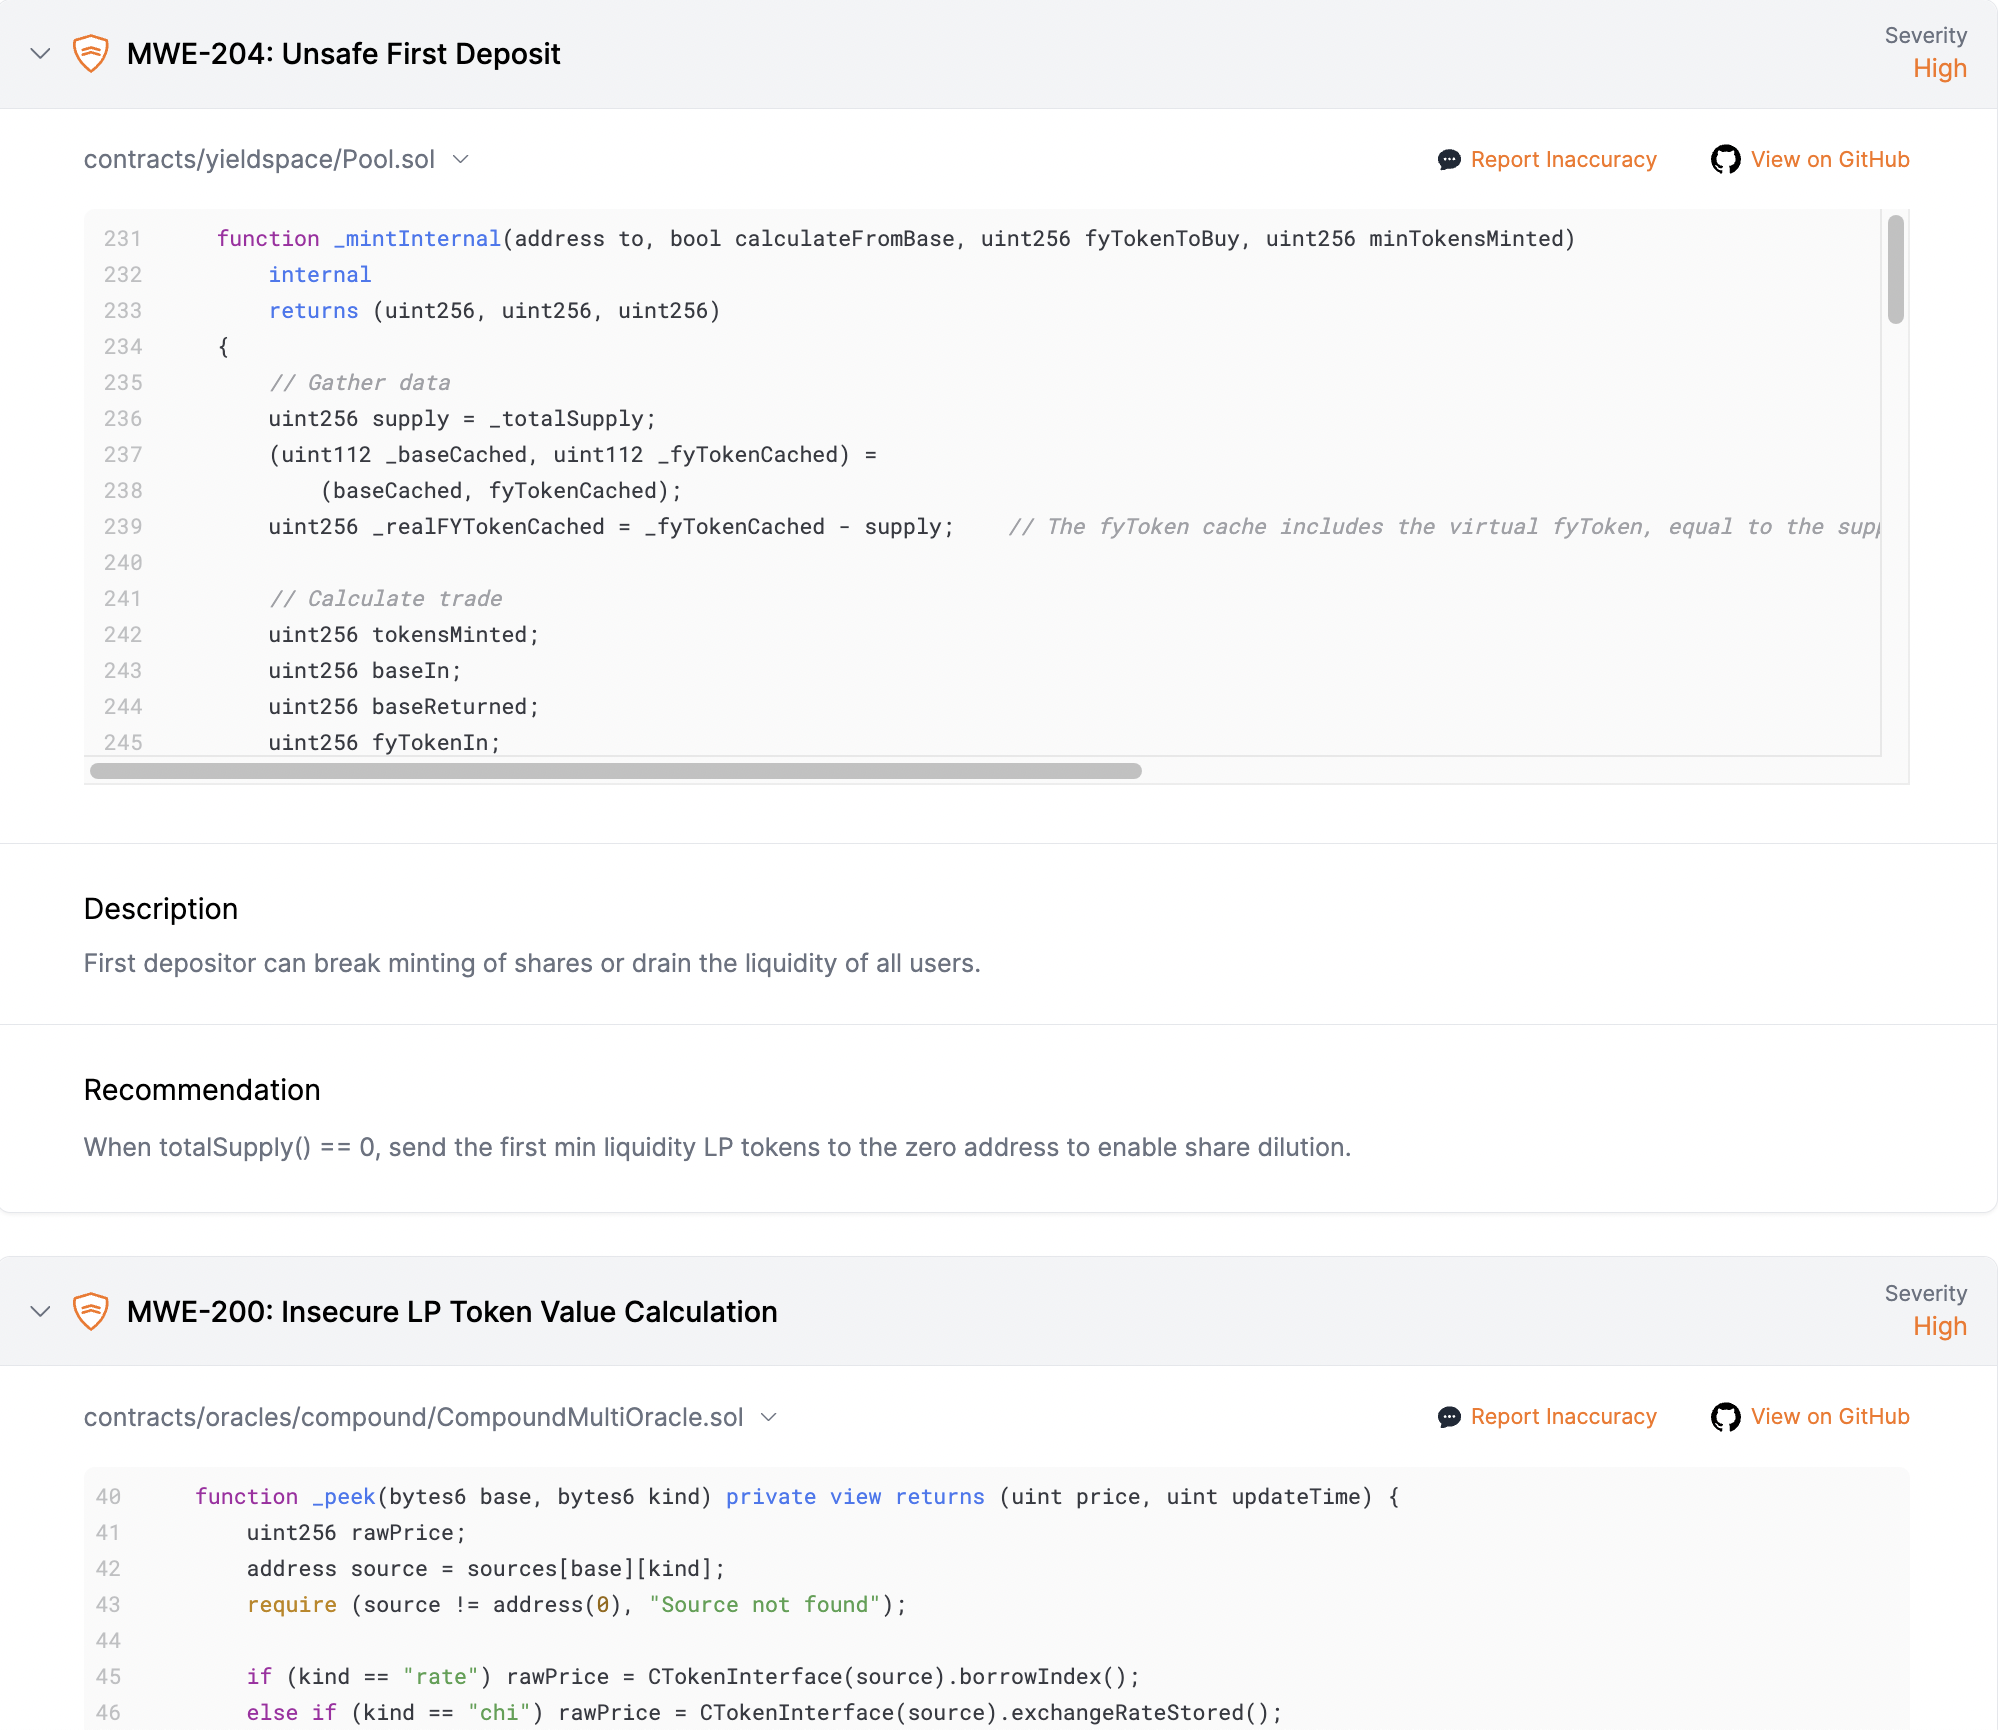 MWE-204: Unsafe First Deposit
Severity
High
contracts/yieldspace/Pool.sol
Report Inaccuracy
View on GitHub
231 function _mintInternal(address to, bool calculateFromBase, uint256 fyTokenToBuy, uint256 minTokensMinted)
232 internal
233 returns (uint256, uint256, uint256)
234 {
235 // Gather data
236 uint256 supply = _totalSupply;
237 (uint112 _baseCached, uint112 _fyTokenCached) =
238 (baseCached, fyTokenCached);
239 uint256 _realFYTokenCached = _fyTokenCached - supply; // The fyToken cache includes the virtual fyToken, equal to the
240
241 // Calculate trade
242 uint256 tokensMinted;
243 uint256 baseIn;
244 uint256 baseReturned;
245 uint256 fyTokenIn;
Description
First depositor can break minting of shares or drain the liquidity of all users.
Recommendation
When totalSupply() == 0, send the first min liquidity LP tokens to the zero address to enable share dilution.
MWE-200: Insecure LP Token Value Calculation
Severity
High
contracts/oracles/compound/CompoundMultiOracle.sol
Report Inaccuracy
View on GitHub
40 function _peek(bytes6 base, bytes6 kind) private view returns (uint price, uint updateTime) {
41 uint256 rawPrice;
42 address source = sources[base][kind];
43 require (source != address(0), "Source not found");
44
45 if (kind == "rate") rawPrice = CTokenInterface(source).borrowIndex();
46 else if (kind == "chi") rawPrice = CTokenInterface(source).exchangeRateStored();